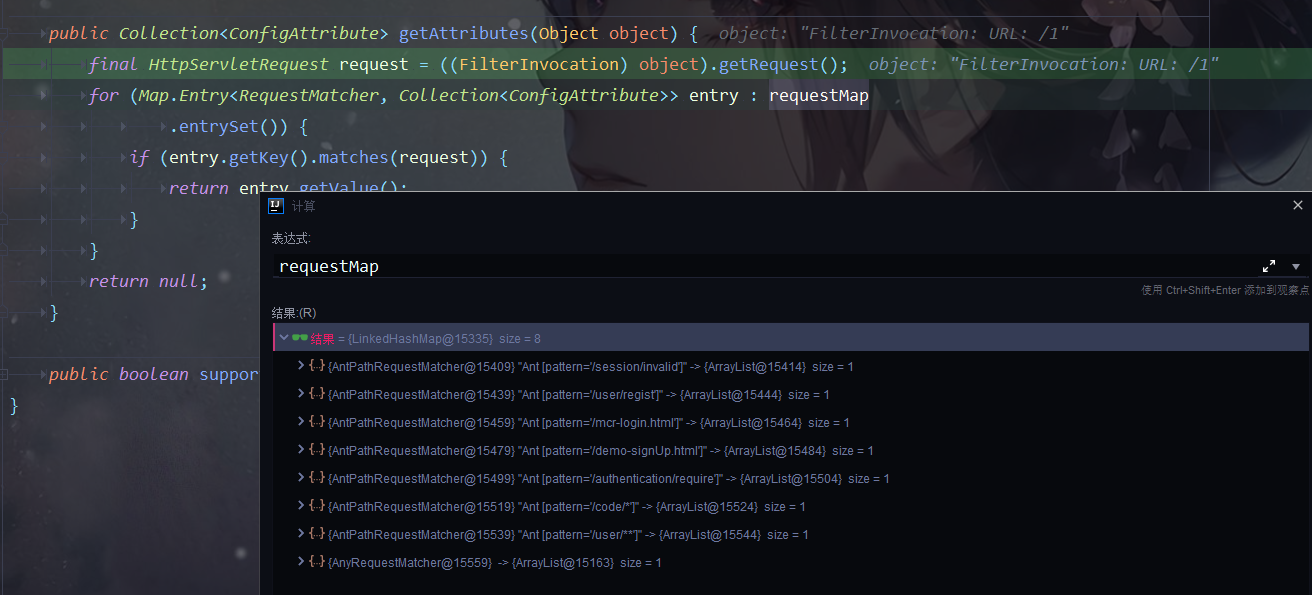 public Collection<ConfigAttribute> getAttributes(Object object) {  object: "FilterInvocation: URL: /1"
final HttpServletRequest request = ((FilterInvocation) object).getRequest();  object: "FilterInvocation: URL: /1"
for (Map.Entry<RequestMatcher, Collection<ConfigAttribute>> entry : requestMap
.entrySet()) {
if (entry.getKey().matches(request)) {
return entry.getValue();
}
}
return null;
}
public boolean suppor
}
IJ
计算
表达式:
requestMap
使用 Ctrl+Shift+Enter 添加到观察点
结果:(R)
结果 = {LinkedHashMap@15335}  size = 8
{...} {AntPathRequestMatcher@15409} "Ant [pattern='/session/invalid']" -> {ArrayList@15414}  size = 1
{...} {AntPathRequestMatcher@15439} "Ant [pattern='/user/regist']" -> {ArrayList@15444}  size = 1
{...} {AntPathRequestMatcher@15459} "Ant [pattern='/mcr-login.html']" -> {ArrayList@15464}  size = 1
{...} {AntPathRequestMatcher@15479} "Ant [pattern='/demo-signUp.html']" -> {ArrayList@15484}  size = 1
{...} {AntPathRequestMatcher@15499} "Ant [pattern='/authentication/require']" -> {ArrayList@15504}  size = 1
{...} {AntPathRequestMatcher@15519} "Ant [pattern='/code/*']" -> {ArrayList@15524}  size = 1
{...} {AntPathRequestMatcher@15539} "Ant [pattern='/user/**']" -> {ArrayList@15544}  size = 1
{...} {AnyRequestMatcher@15559}  -> {ArrayList@15163}  size = 1